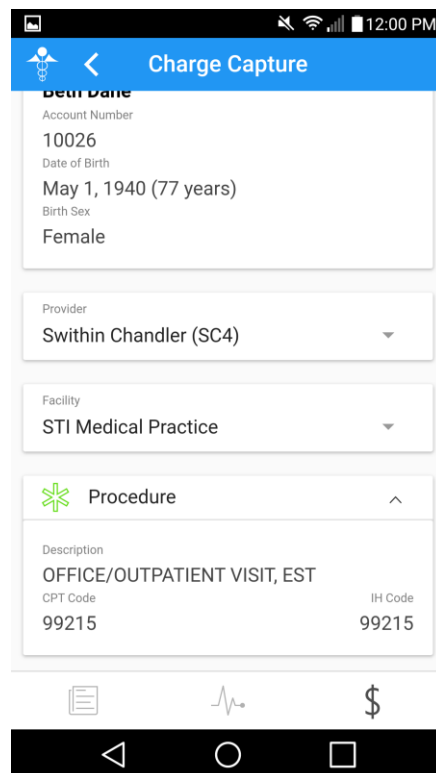 12:00 PM
Charge Capture
Beth Dane
Account Number
10026
Date of Birth
May 1, 1940 (77 years)
Birth Sex
Female
Provider
Swithin Chandler (SC4)
Facility
STI Medical Practice
Procedure
Description
OFFICE/OUTPATIENT VISIT, EST
CPT Code IH Code
99215 99215
$